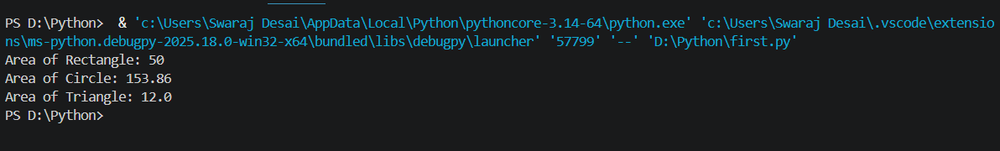 PS D:\Python>  & 'c:\Users\Swaraj Desai\AppData\Local\Python\pythoncore-3.14-64\python.exe' 'c:\Users\Swaraj Desai\.vscode\extensio
ns\ms-python.debugpy-2025.18.0-win32-x64\bundled\libs\debugpy\launcher' '57799' '--' 'D:\Python\first.py'
Area of Rectangle: 50
Area of Circle: 153.86
Area of Triangle: 12.0
PS D:\Python>